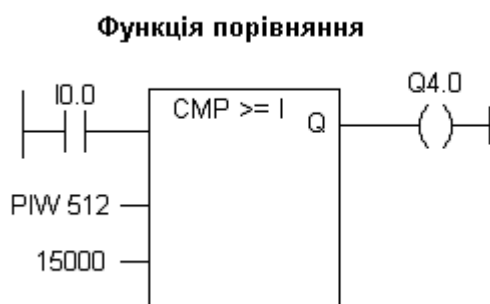 Функція порівняння
I0.0
Q4.0
CMP >= I
Q
PIW 512
15000